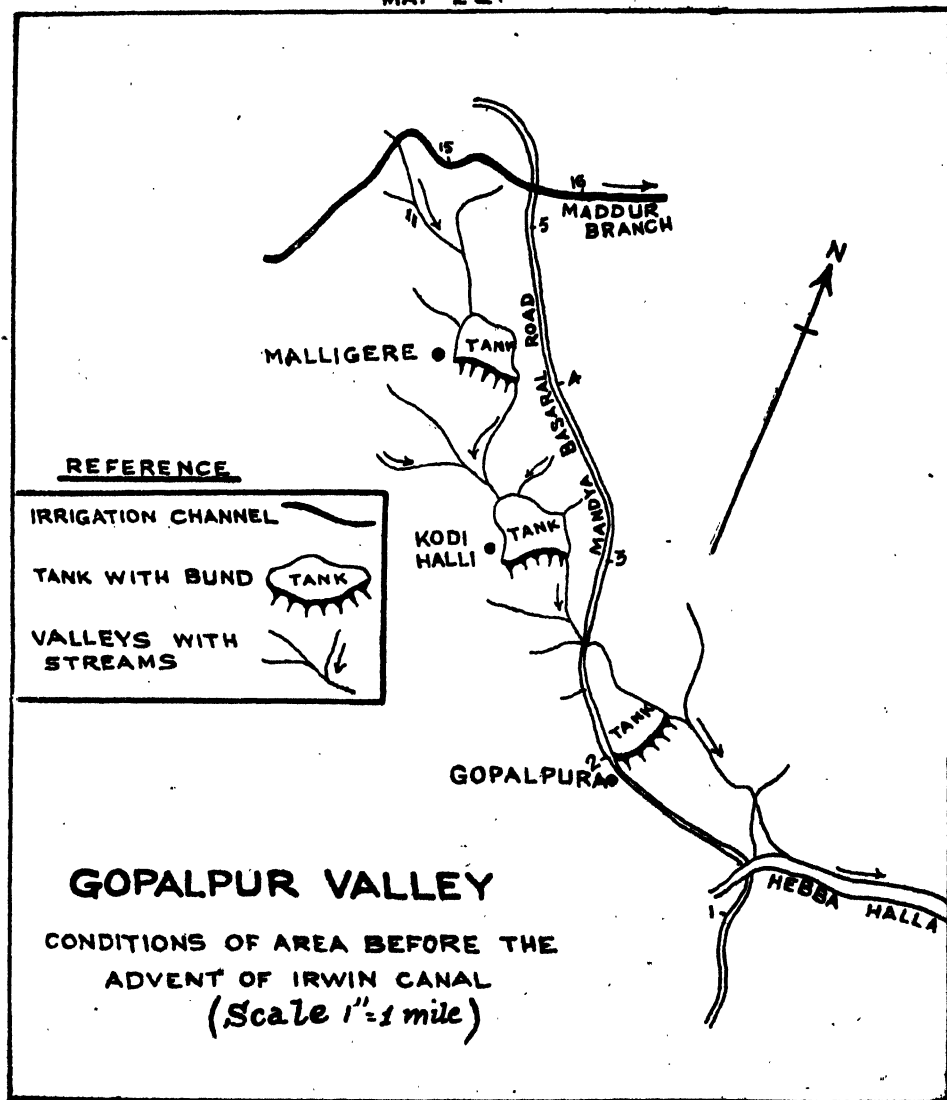 15
16
MADDUR
BRANCH
5
N
ROAD
TANK
MALLIGERE
4
BASARAL
REFERENCE
IRRIGATION CHANNEL
TANK WITH BUND
TANK
VALLEYS WITH
STREAMS
TANK
KODI
HALLI
MANDYA
3
TANK
2
GOPALPURA
HEBBA HALLA
1
GOPALPUR VALLEY
CONDITIONS OF AREA BEFORE THE
ADVENT OF IRWIN CANAL
(Scale 1"=1 mile)